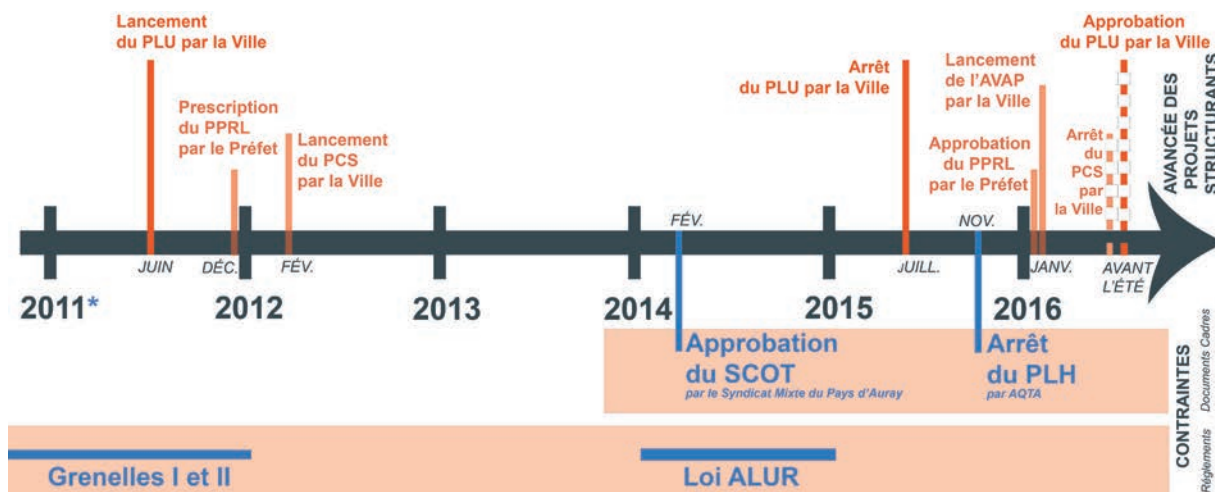 Lancement
du PLU par la Ville
Prescription
du PPRL
par le Préfet
Lancement
du PCS
par la Ville
Arrêt
du PLU par la Ville
Lancement
de l'AVAP
par la Ville
Approbation
du PPRL
par le Préfet
Approbation
du PLU par la Ville
Arrêt
du
PCS
par
la Ville
AVANCÉE DES
PROJETS
STRUCTURANTS
FÉV.
NOV.
JUIN
DÉC.
FÉV.
JUILL.
JANV.
AVANT
L'ÉTÉ
2011*
2012
2013
2014
2015
2016
Approbation
du SCOT
par le Syndicat Mixte du Pays d'Auray
Arrêt
du PLH
par AQTA
CONTRAINTES
Documents Cadres
Règlements
Grenelles I et II
Loi ALUR